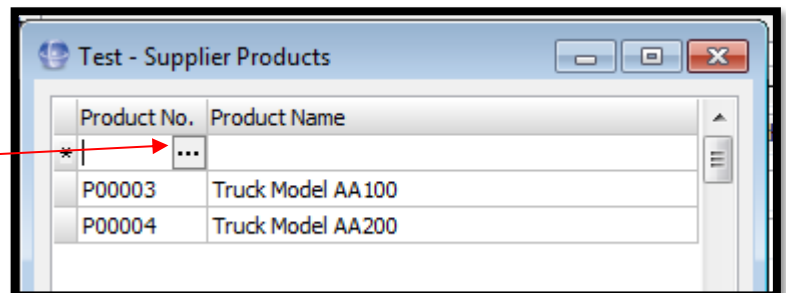 Test - Supplier Products
Product No. Product Name
* ...
P00003 Truck Model AA100
P00004 Truck Model AA200